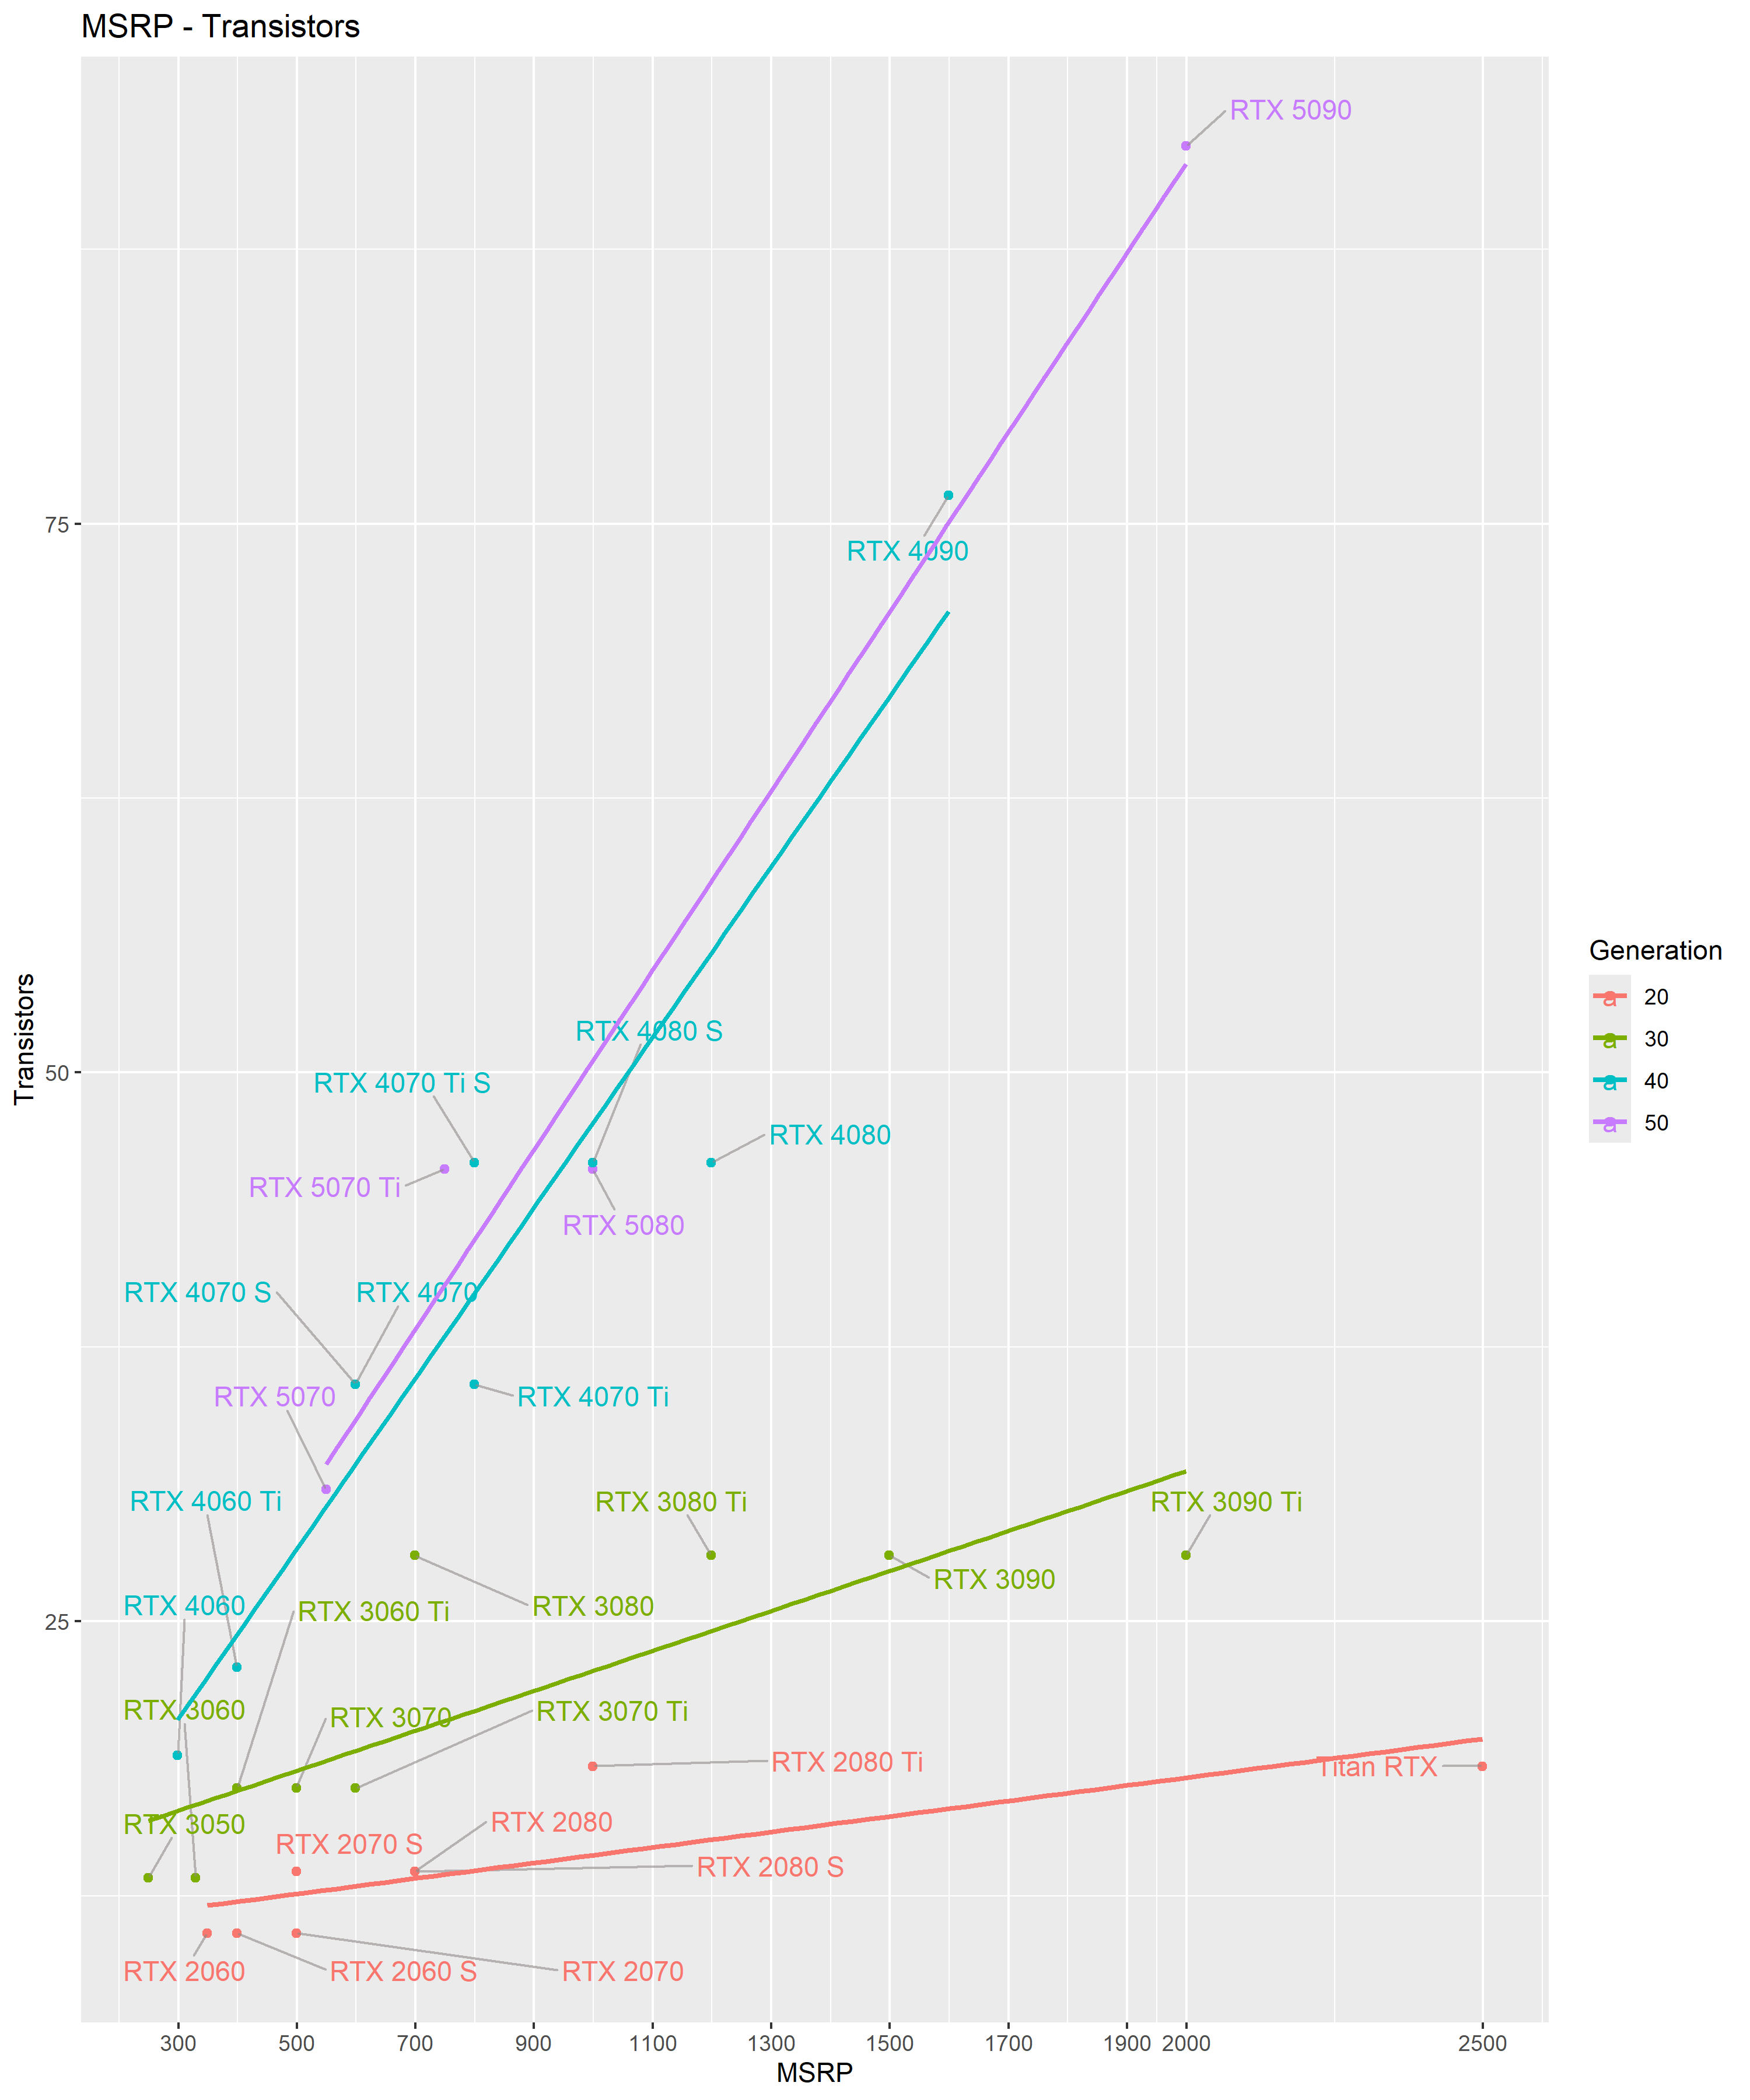 MSRP - Transistors
RTX 5090
75
RTX 4090
RTX 4080 S
50
RTX 4070 Ti S
RTX 4080
RTX 5070 Ti
RTX 5080
RTX 4070 S
RTX 4070
RTX 5070
RTX 4070 Ti
RTX 4060 Ti
RTX 3080 Ti
RTX 3090 Ti
RTX 3090
RTX 4060
RTX 3080
RTX 3060 Ti
25
RTX 3060
RTX 3070
RTX 3070 Ti
RTX 2080 Ti
Titan RTX
RTX 3050
RTX 2080
RTX 2070 S
RTX 2080 S
RTX 2060
RTX 2060 S
RTX 2070
300 500 700 900 1100 1300 1500 1700 1900 2000 2500
MSRP
Transistors
Generation
a 20
a 30
a 40
a 50